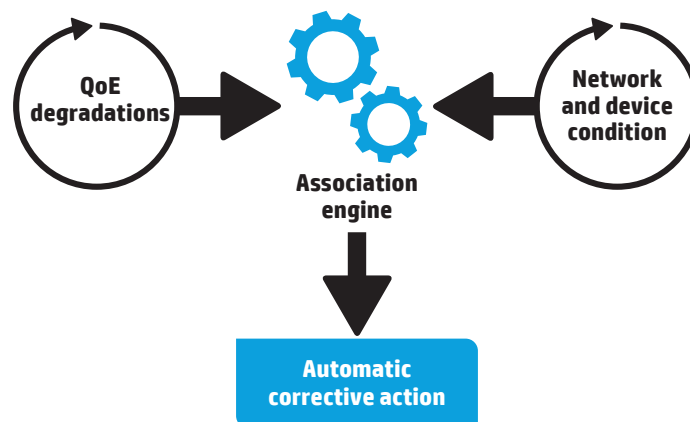 QoE
degradations
Network
and device
condition
Association
engine
Automatic
corrective action